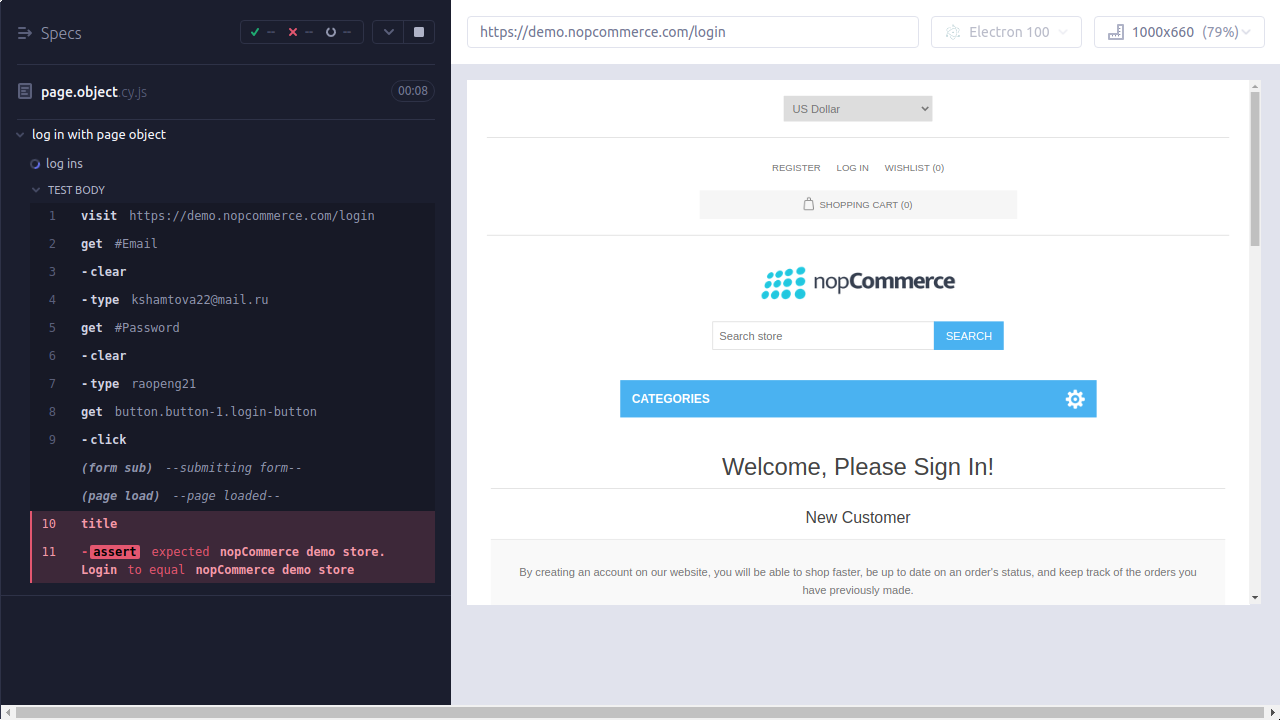 Specs
--
--
--
page.object.cy.js
00:08
log in with page object
log ins
TEST BODY
1 visit https://demo.nopcommerce.com/login
2 get #Email
3 -clear
4 -type kshamtova22@mail.ru
5 get #Password
6 -clear
7 -type raopeng21
8 get button.button-1.login-button
9 -click
(form sub) --submitting form--
(page load) --page loaded--
10 title
11 -assert expected nopCommerce demo store.
Login to equal nopCommerce demo store
https://demo.nopcommerce.com/login
Electron 100
1000x660 (79%)
US Dollar
REGISTER LOG IN WISHLIST (0)
SHOPPING CART (0)
nopCommerce
Search store
SEARCH
CATEGORIES
Welcome, Please Sign In!
New Customer
By creating an account on our website, you will be able to shop faster, be up to date on an order's status, and keep track of the orders you
have previously made.